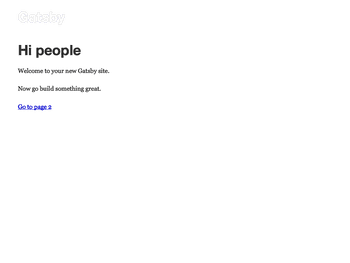 Gatsby
Hi people
Welcome to your new Gatsby site.
Now go build something great.
Go to page 2